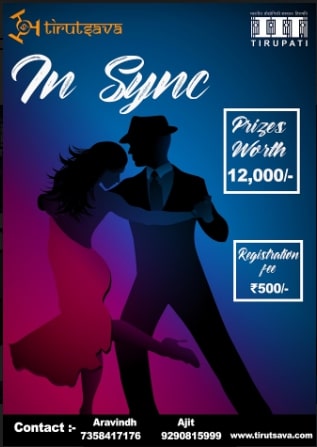 tirutsava
TIRUPATI
In Sync
Prizes
Worth
12,000/-
Registration
fee
₹500/-
Contact :-
Aravindh
7358417176
Ajit
9290815999
www.tirutsava.com